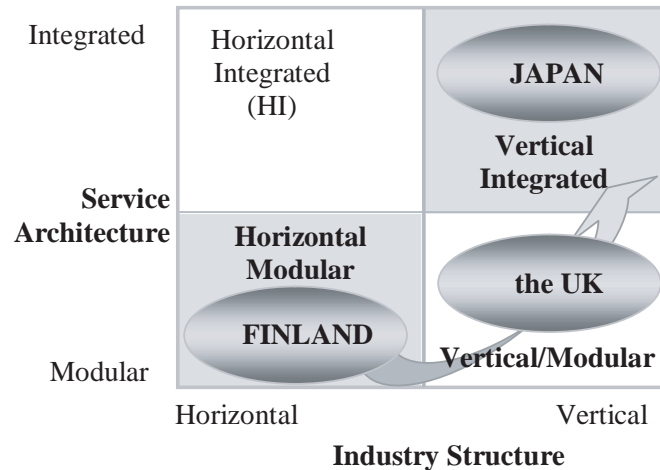 Integrated
Horizontal
Integrated
(HI)
JAPAN
Vertical
Integrated
Service
Architecture
Horizontal
Modular
the UK
FINLAND
Vertical/Modular
Modular
Horizontal
Vertical
Industry Structure